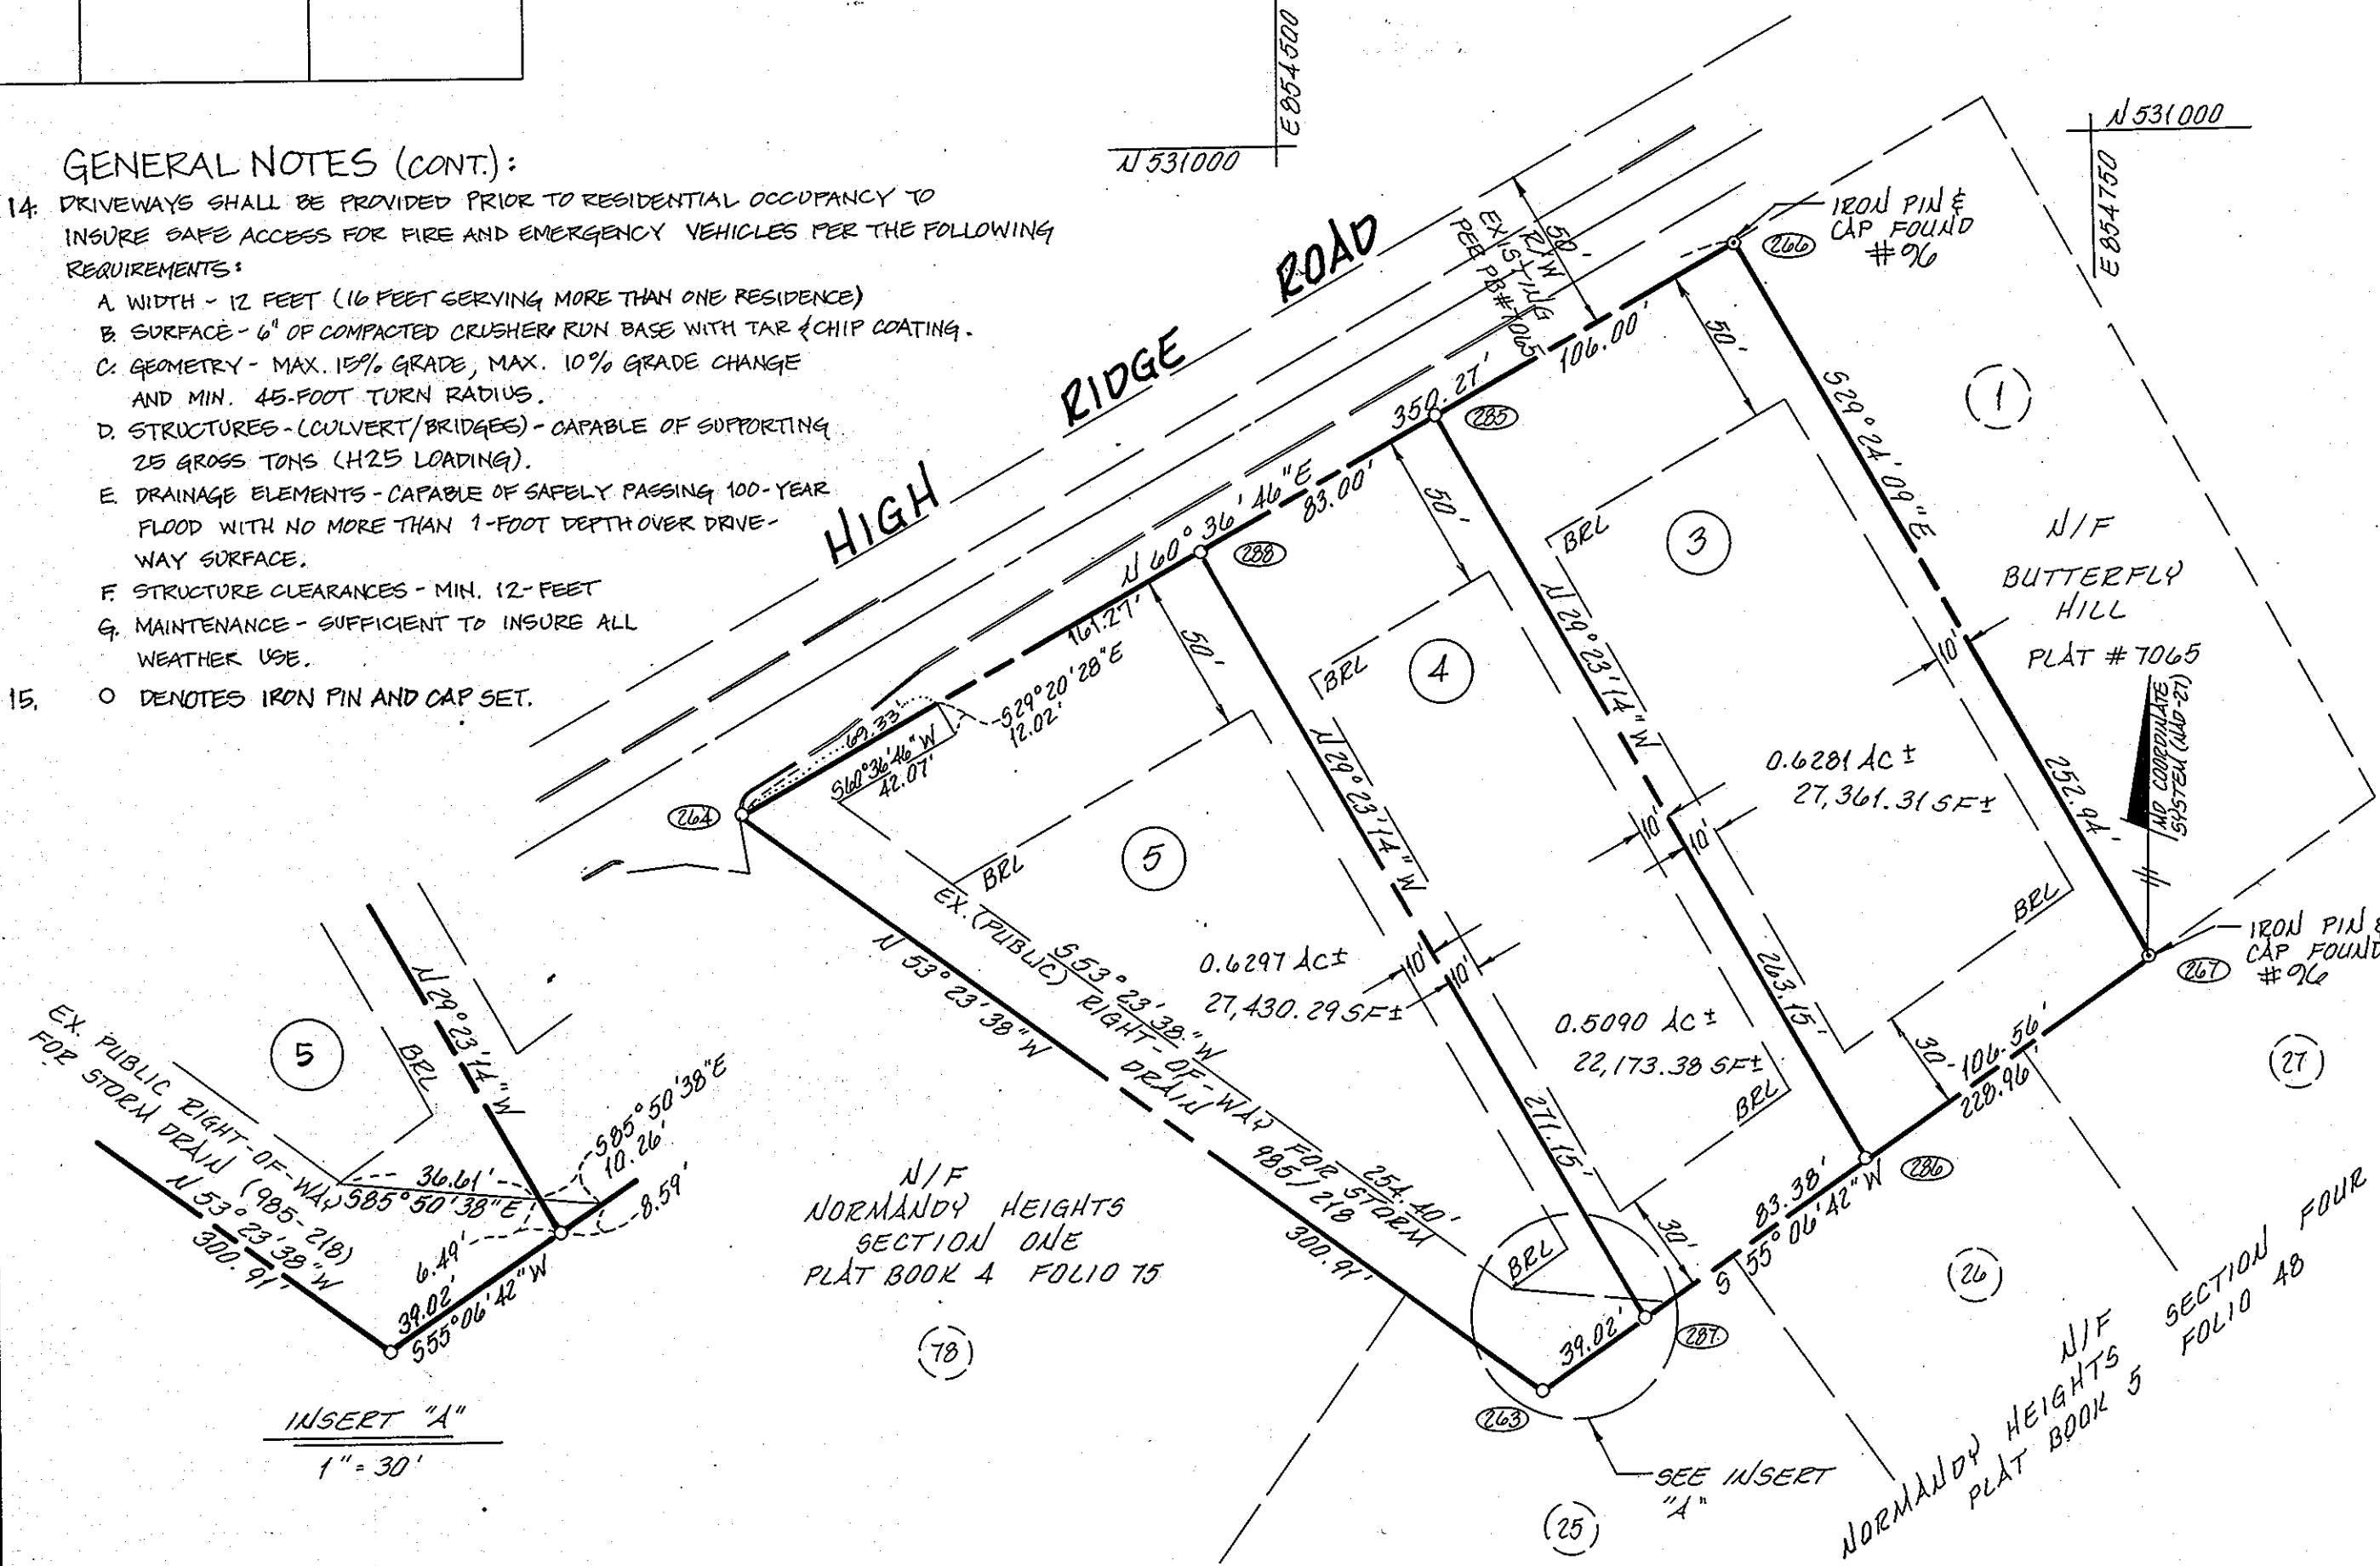 GENERAL NOTES (CONT.):
14. DRIVEWAYS SHALL BE PROVIDED PRIOR TO RESIDENTIAL OCCUPANCY TO
INSURE SAFE ACCESS FOR FIRE AND EMERGENCY VEHICLES PER THE FOLLOWING
REQUIREMENTS:
A. WIDTH - 12 FEET (16 FEET SERVING MORE THAN ONE RESIDENCE)
B. SURFACE - 6" OF COMPACTED CRUSHER RUN BASE WITH TAR & CHIP COATING.
C. GEOMETRY - MAX. 15% GRADE, MAX. 10% GRADE CHANGE
AND MIN. 45-FOOT TURN RADIUS.
D. STRUCTURES - (CULVERT/BRIDGES) - CAPABLE OF SUPPORTING
25 GROSS TONS (H25 LOADING).
E. DRAINAGE ELEMENTS - CAPABLE OF SAFELY PASSING 100-YEAR
FLOOD WITH NO MORE THAN 1-FOOT DEPTH OVER DRIVE-
WAY SURFACE.
F. STRUCTURE CLEARANCES - MIN. 12-FEET
G. MAINTENANCE - SUFFICIENT TO INSURE ALL
WEATHER USE.
15. O DENOTES IRON PIN AND CAP SET.
E 854500
N 531000
N 531000
E 854750
HIGH RIDGE ROAD
50'
EXISTING
R/W
PER PB#7065
IRON PIN &
CAP FOUND
#96
266
106.00'
350.27'
285
N 60° 36' 46" E
83.00'
288
161.27'
S29° 20' 28" E
12.02'
69.33'
S60° 36' 46" W
42.07'
264
50'
50'
50'
S29° 24' 09" E
252.94'
1
N/F
BUTTERFLY
HILL
PLAT # 7065
MD COORDINATE
SYSTEM (NAD-27)
BRL
3
10'
0.6281 AC ±
27,361.31 SF±
BRL
N 29° 23' 14" W
263.15'
10'
10'
BRL
4
0.5090 AC ±
22,173.38 SF±
BRL
N 29° 23' 14" W
271.15'
10'
10'
5
BRL
0.6297 AC±
27,430.29 SF±
BRL
EX. (PUBLIC) RIGHT-OF-WAY FOR STORM
DRAIN 985/218
S 53° 23' 38" W
254.40'
N 53° 23' 38" W
300.91'
IRON PIN &
CAP FOUND
#96
267
30'
106.56'
228.96'
27
286
83.38'
S 55° 06' 42" W
30'
287
39.02'
263
SEE INSERT
"A"
25
26
N/F
NORMANDY HEIGHTS SECTION FOUR
PLAT BOOK 5 FOLIO 48
N/F
NORMANDY HEIGHTS
SECTION ONE
PLAT BOOK 4 FOLIO 75
78
5
N 29° 23' 14" W
BRL
EX. PUBLIC RIGHT-OF-WAY
FOR STORM DRAIN (985-218)
N 53° 23' 38" W
300.91'
36.61'
S85° 50' 38" E
S85° 50' 38" E
10.26'
8.59'
6.49'
39.02'
S55° 06' 42" W
INSERT "A"
1" = 30'